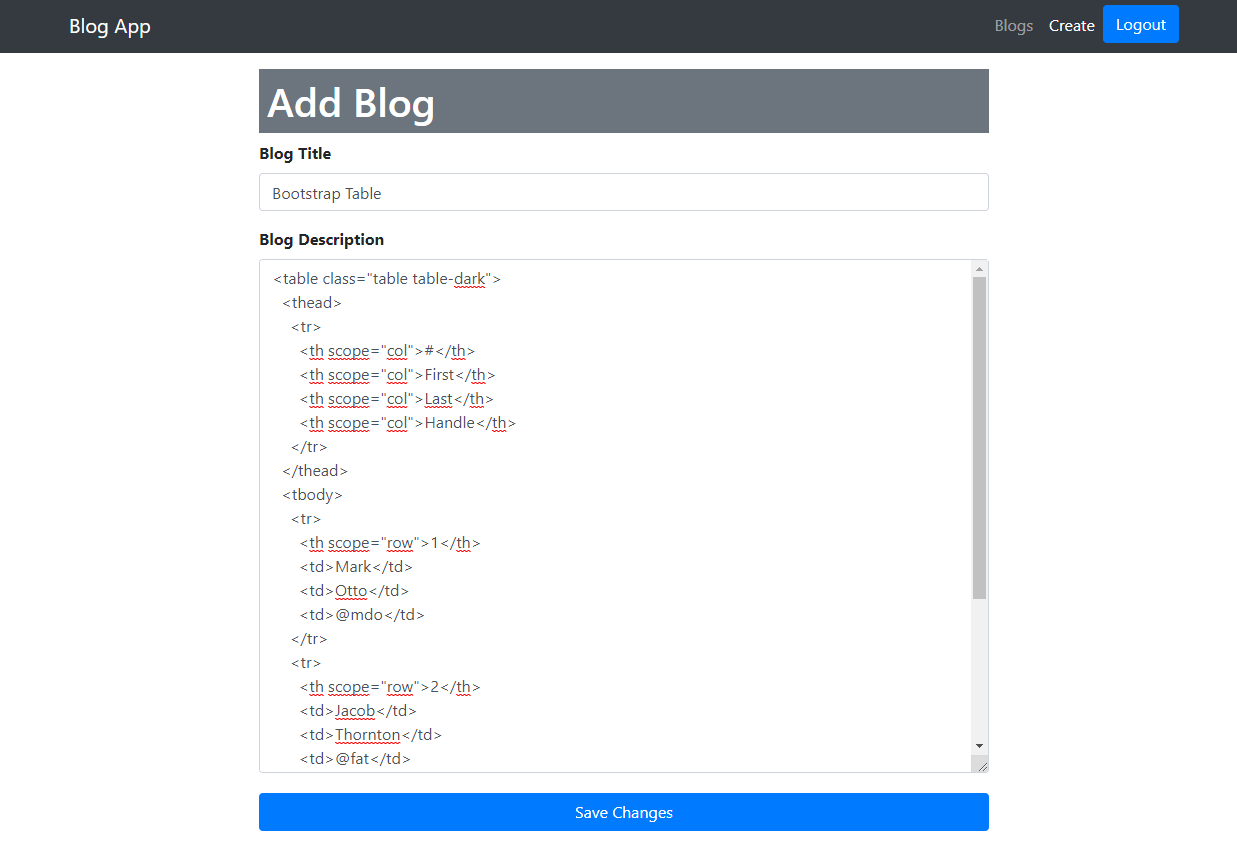 Blog App Blogs Create Logout
Add Blog
Blog Title
Bootstrap Table
Blog Description
<table class="table table-dark">
<thead>
<tr>
<th scope="col">#</th>
<th scope="col">First</th>
<th scope="col">Last</th>
<th scope="col">Handle</th>
</tr>
</thead>
<tbody>
<tr>
<th scope="row">1</th>
<td>Mark</td>
<td>Otto</td>
<td>@mdo</td>
</tr>
<tr>
<th scope="row">2</th>
<td>Jacob</td>
<td>Thornton</td>
<td>@fat</td>
Save Changes